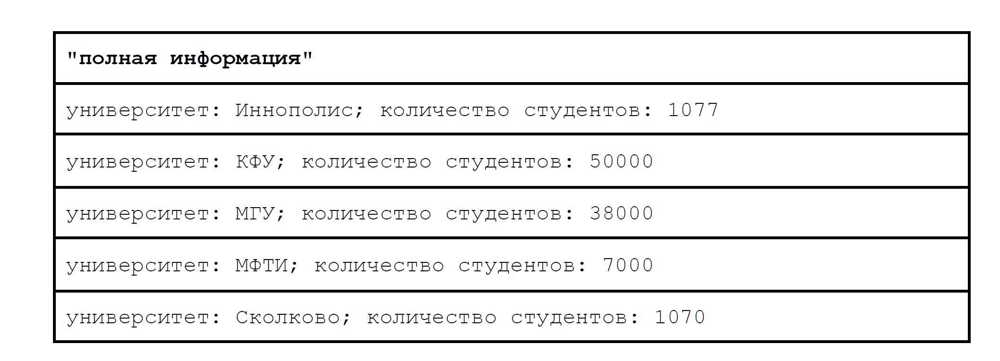 "полная информация"
университет: Иннополис; количество студентов: 1077
университет: КФУ; количество студентов: 50000
университет: МГУ; количество студентов: 38000
университет: МФТИ; количество студентов: 7000
университет: Сколково; количество студентов: 1070